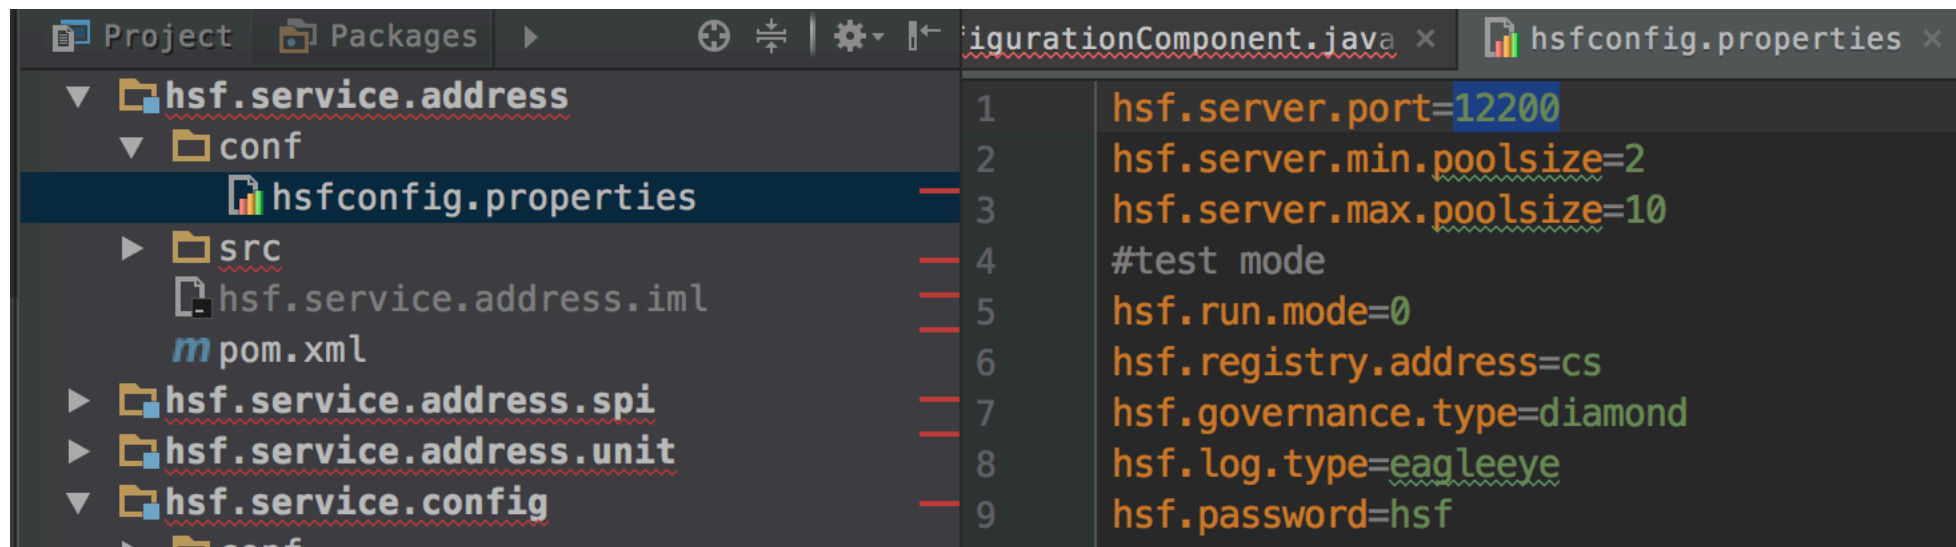 Project Packages
hsf.service.address
conf
hsfconfig.properties
src
hsf.service.address.iml
pom.xml
hsf.service.address.spi
hsf.service.address.unit
hsf.service.config
conf
igurationComponent.java × hsfconfig.properties ×
1 hsf.server.port=12200
2 hsf.server.min.poolsize=2
3 hsf.server.max.poolsize=10
4 #test mode
5 hsf.run.mode=0
6 hsf.registry.address=cs
7 hsf.governance.type=diamond
8 hsf.log.type=eagleeye
9 hsf.password=hsf